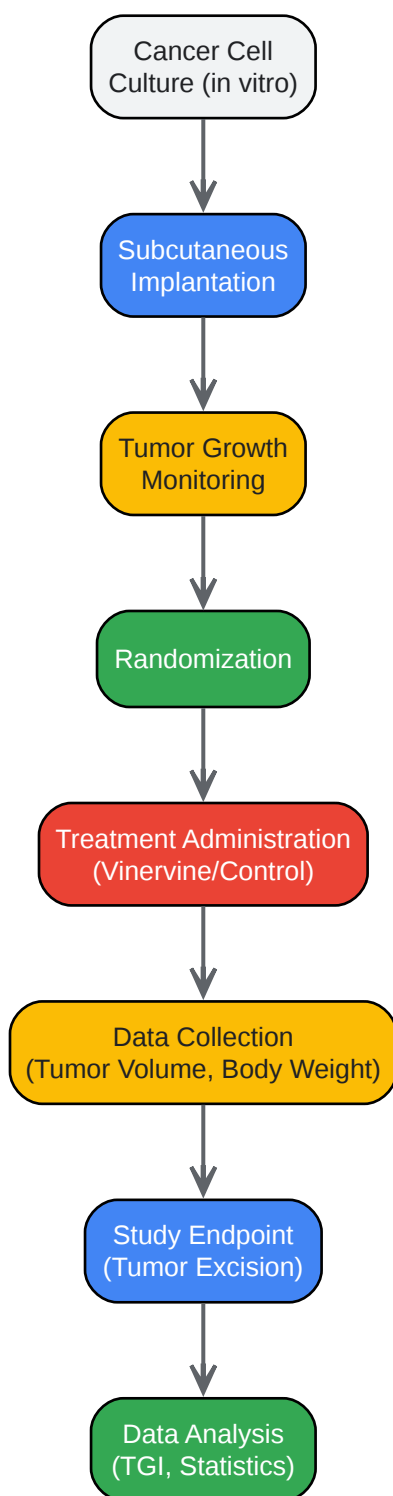 Cancer Cell
Culture (in vitro)
Subcutaneous
Implantation
Tumor Growth
Monitoring
Randomization
Treatment Administration
(Vinervine/Control)
Data Collection
(Tumor Volume, Body Weight)
Study Endpoint
(Tumor Excision)
Data Analysis
(TGI, Statistics)